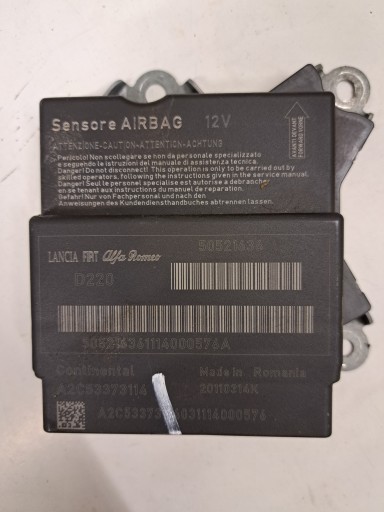 Sensore AIRBAG 12V
ATTENZIONE-CAUTION-ATTENTION-ACHTUNG
Pericolo! Non scollegare se non da personale specializzato
e seguendo le istruzioni del manuale di assistenza tecnica.
Danger! Do not disconnect! This operation is only to be carried out by
skilled operators, following the instructions given in the service manual.
Danger! Seul le personnel spécialisé est autorise a debranchier
en se tenant aux instructions du manuel de reparation.
Gefahr! Nur von Fachpersonal und nach den
Anweisungen des Kundendiensthandbuches abtrennen lassen.
LANCIA FIAT Alfa Romeo
50521636
D220
505216361114000576A
Continental
Made in Romania
A2C53373114
20110314K